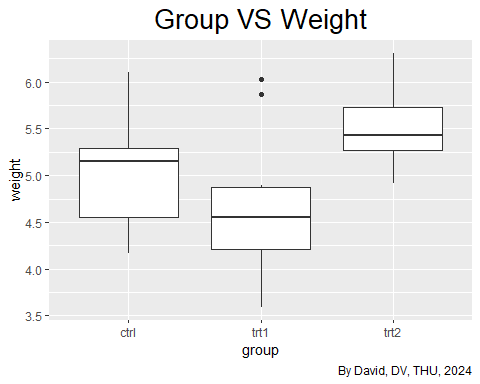 Group VS Weight
weight
6.0
5.5
5.0
4.5
4.0
3.5
ctrl trt1 trt2
group
By David, DV, THU, 2024